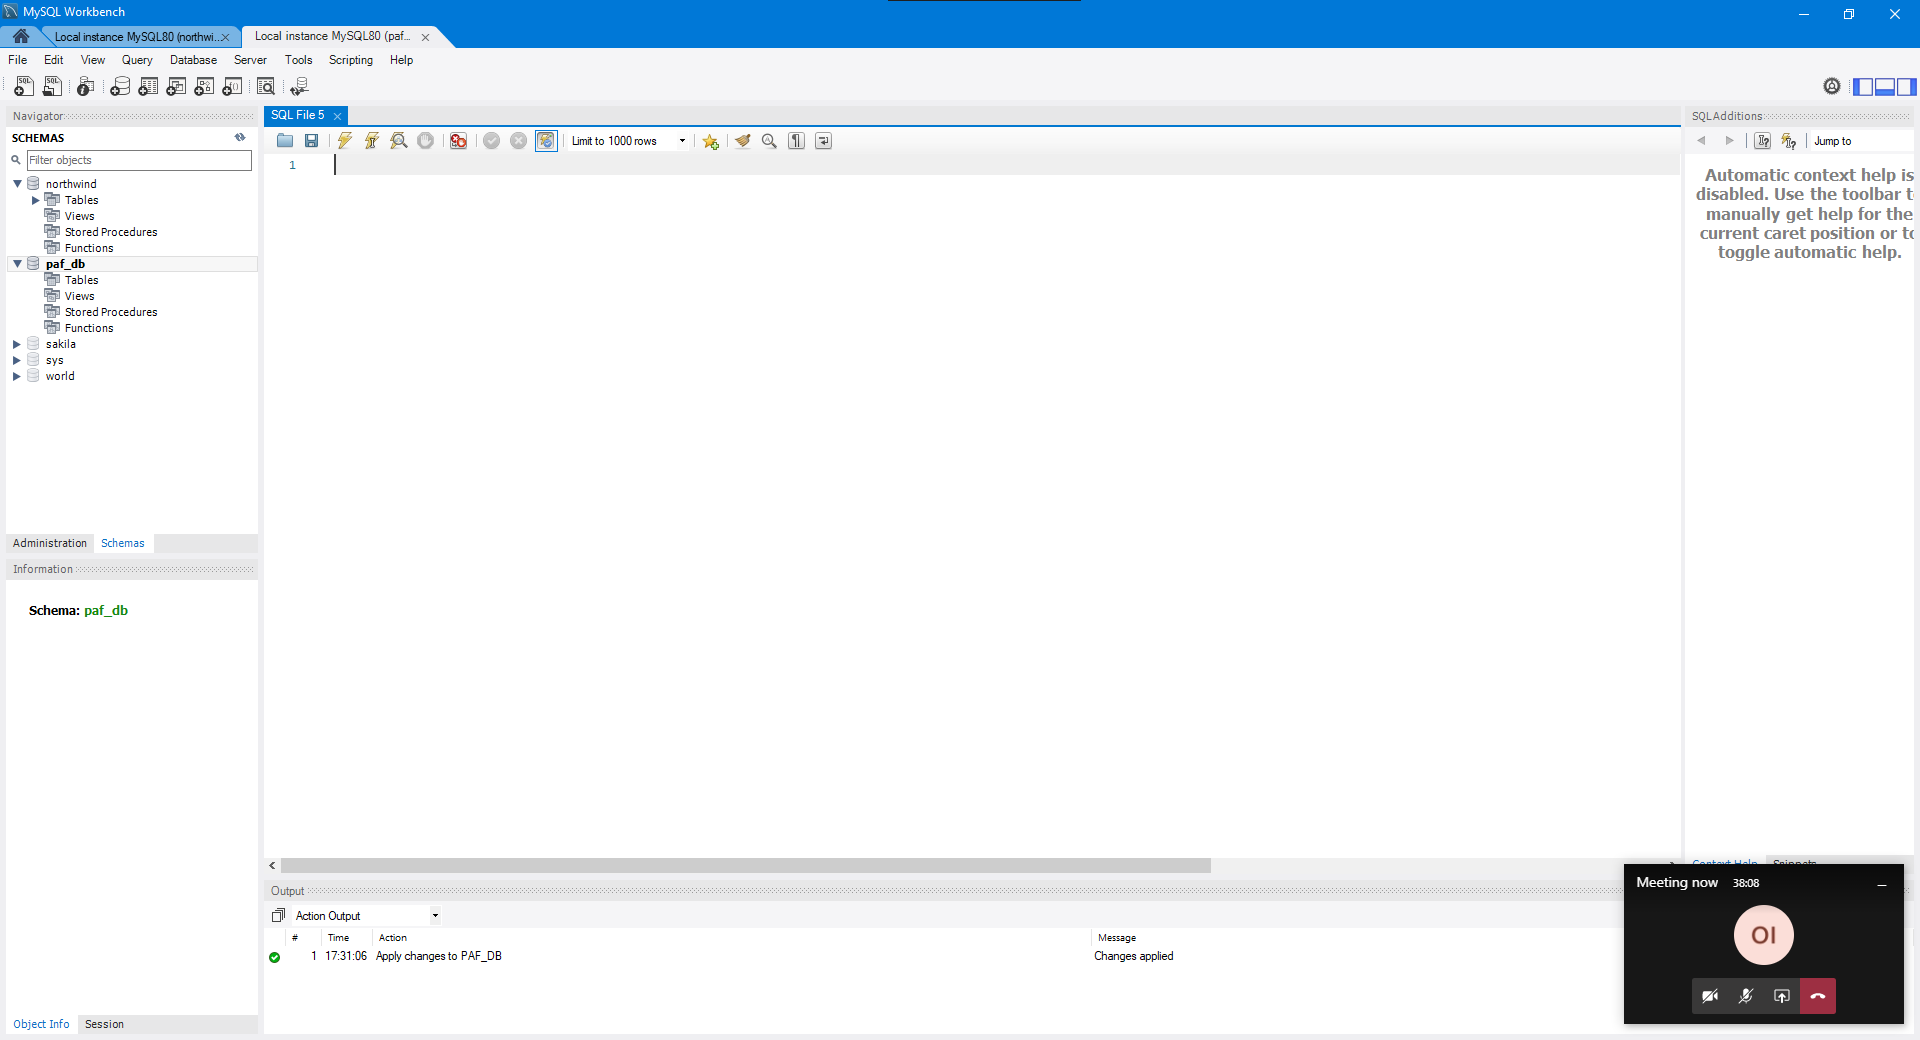 MySQL Workbench
Local instance MySQL80 (northwi...
Local instance MySQL80 (paf...
File Edit View Query Database Server Tools Scripting Help
Navigator
SCHEMAS
Filter objects
northwind
Tables
Views
Stored Procedures
Functions
paf_db
Tables
Views
Stored Procedures
Functions
sakila
sys
world
Administration Schemas
Information
Schema: paf_db
Object Info Session
SQL File 5
Limit to 1000 rows
1
SQLAdditions
Jump to
Automatic context help is
disabled. Use the toolbar t
manually get help for the
current caret position or to
toggle automatic help.
Context Help Snippets
Output
Action Output
# Time Action Message
1 17:31:06 Apply changes to PAF_DB Changes applied
Meeting now 38:08
OI